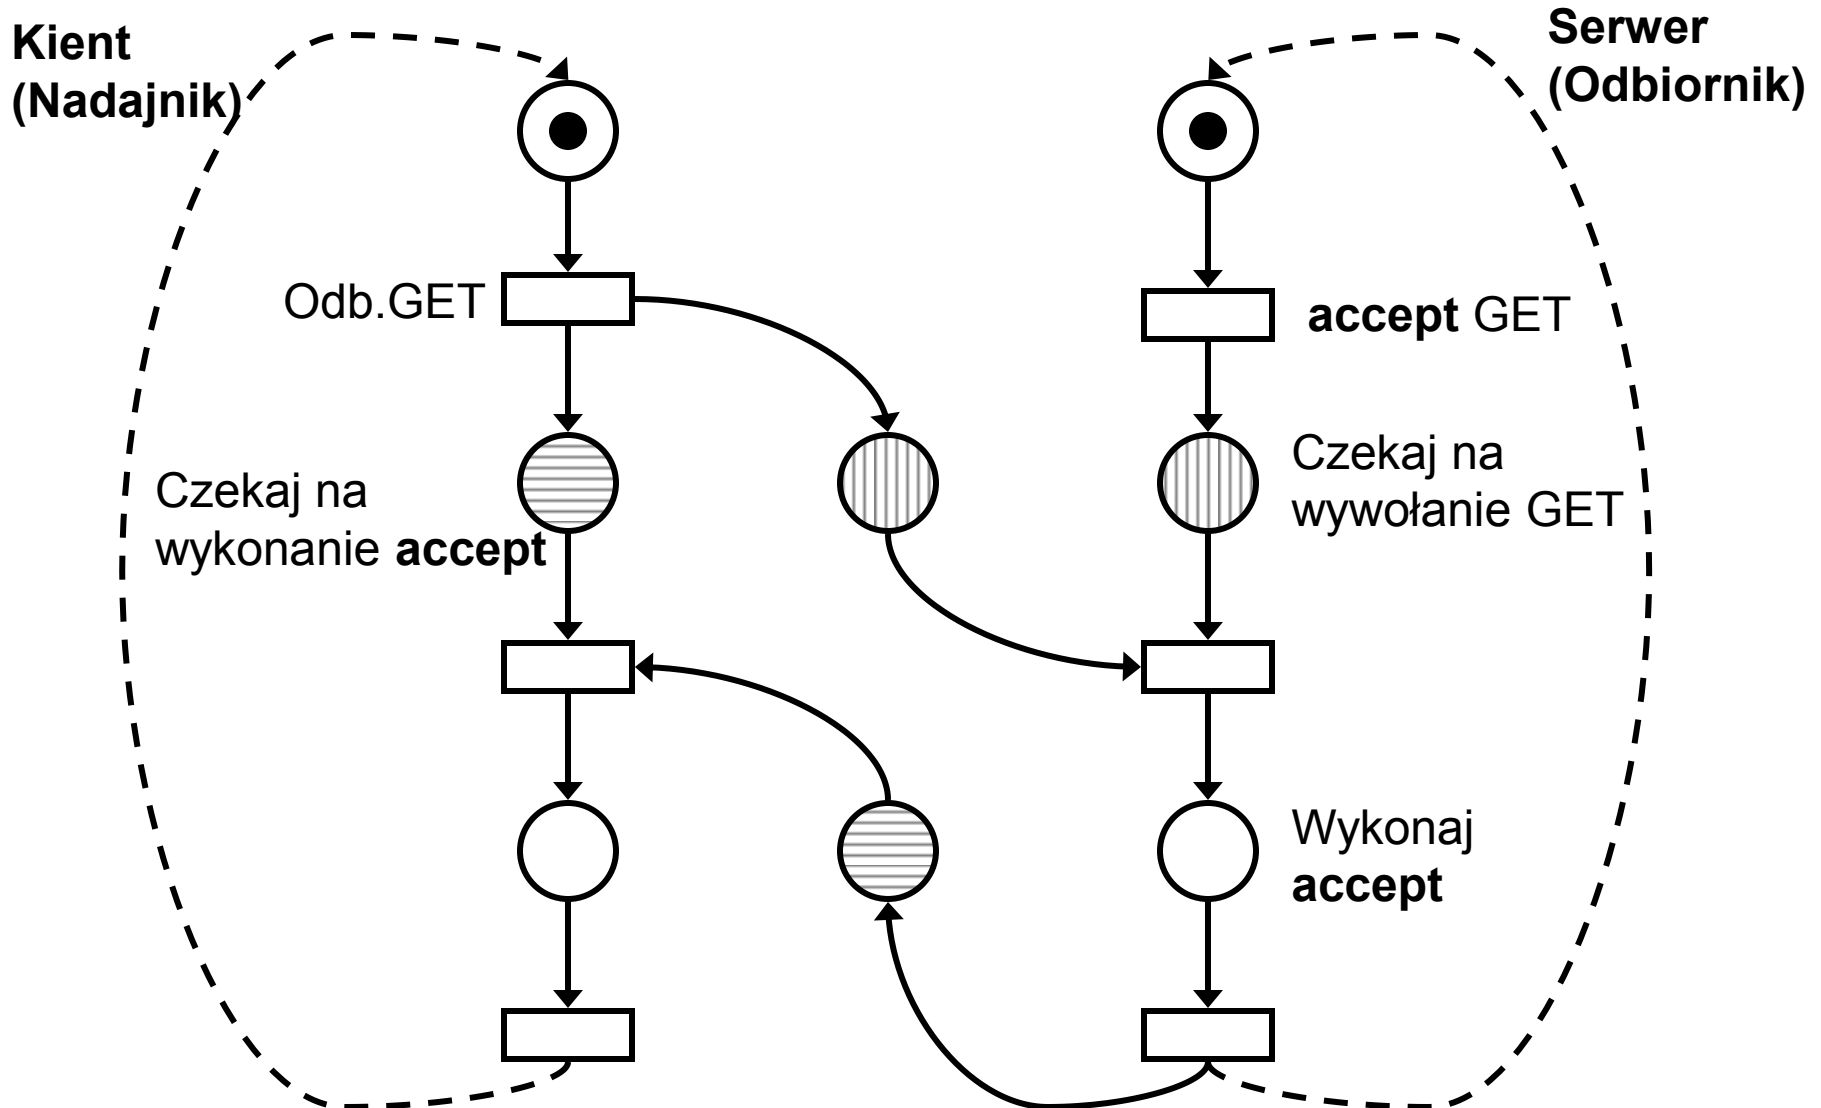 Kient
(Nadajnik)
Serwer
(Odbiornik)
Odb.GET
accept GET
Czekaj na
wykonanie accept
Czekaj na
wywołanie GET
Wykonaj
accept